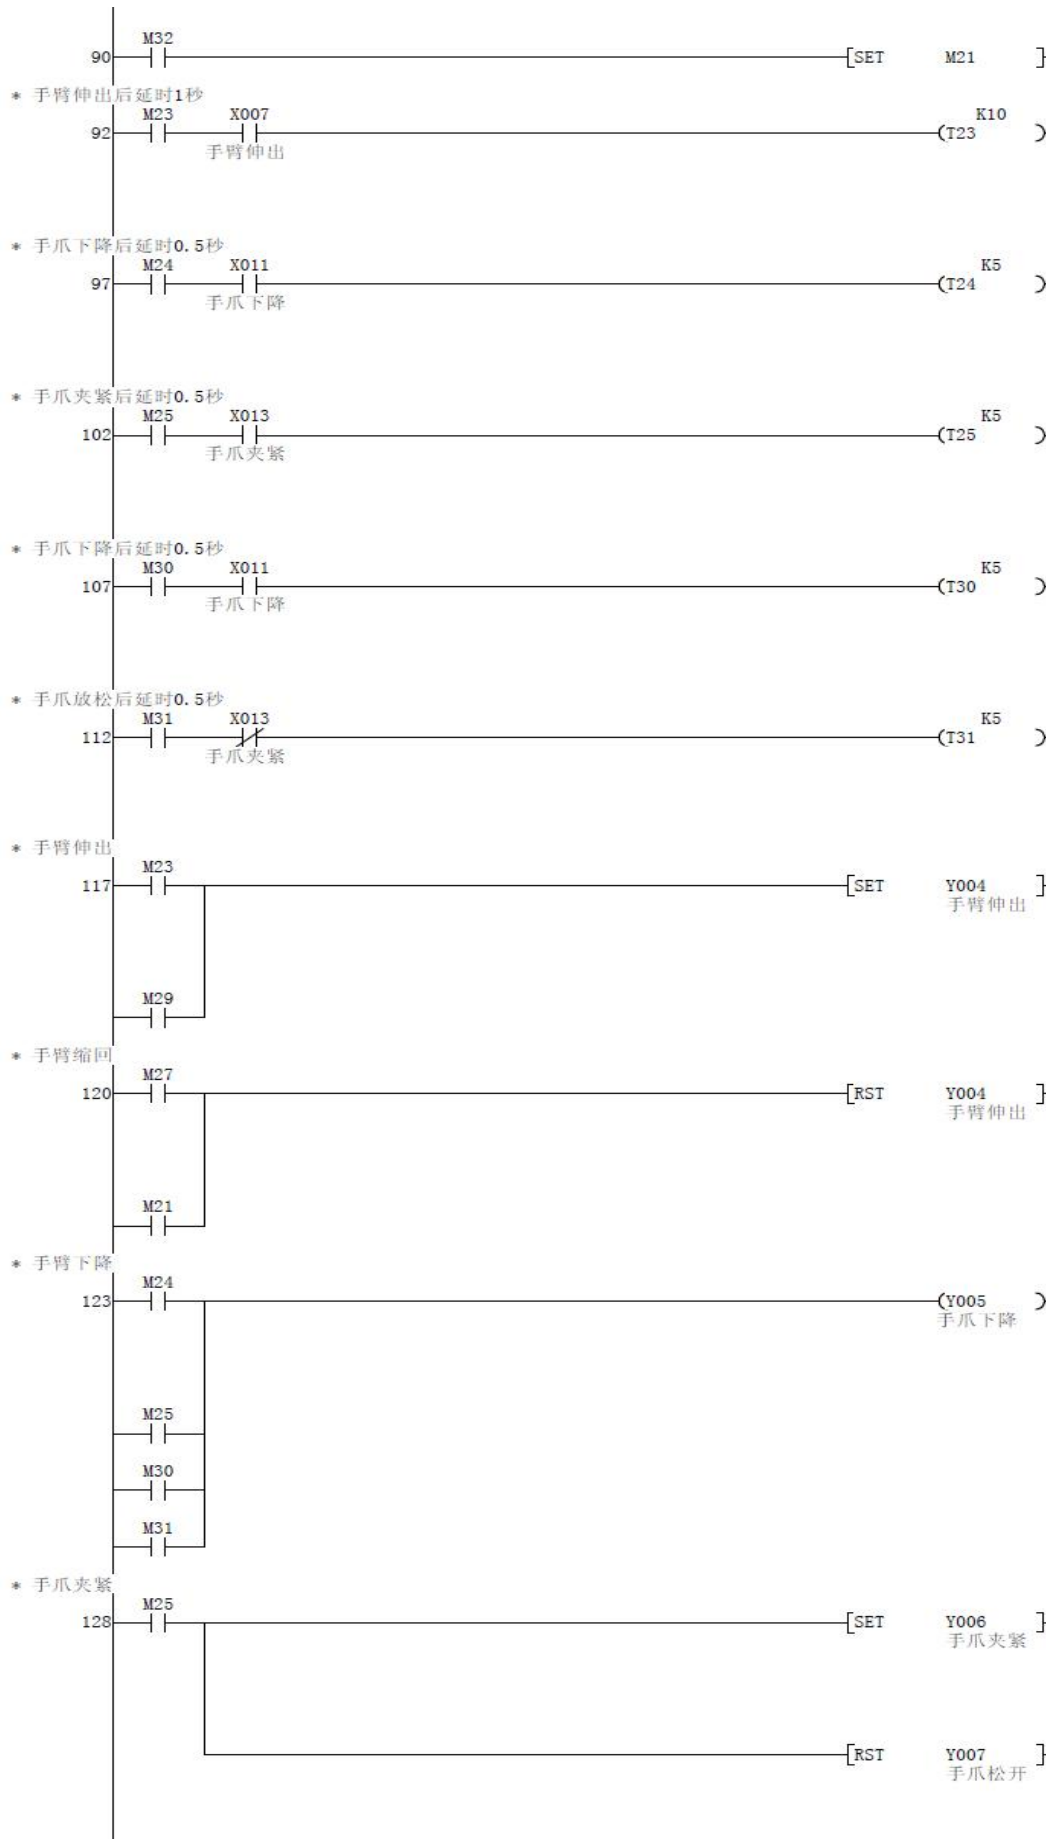 M32
90 [SET M21 ]
* 手臂伸出后延时1秒
M23 X007 K10
92 (T23 )
手臂伸出
* 手爪下降后延时0.5秒
M24 X011 K5
97 (T24 )
手爪下降
* 手爪夹紧后延时0.5秒
M25 X013 K5
102 (T25 )
手爪夹紧
* 手爪下降后延时0.5秒
M30 X011 K5
107 (T30 )
手爪下降
* 手爪放松后延时0.5秒
M31 X013 K5
112 (T31 )
手爪夹紧
* 手臂伸出
M23
117 [SET Y004 ]
手臂伸出
M29
* 手臂缩回
M27
120 [RST Y004 ]
手臂伸出
M21
* 手臂下降
M24
123 (Y005 )
手爪下降
M25
M30
M31
* 手爪夹紧
M25
128 [SET Y006 ]
手爪夹紧
[RST Y007 ]
手爪松开